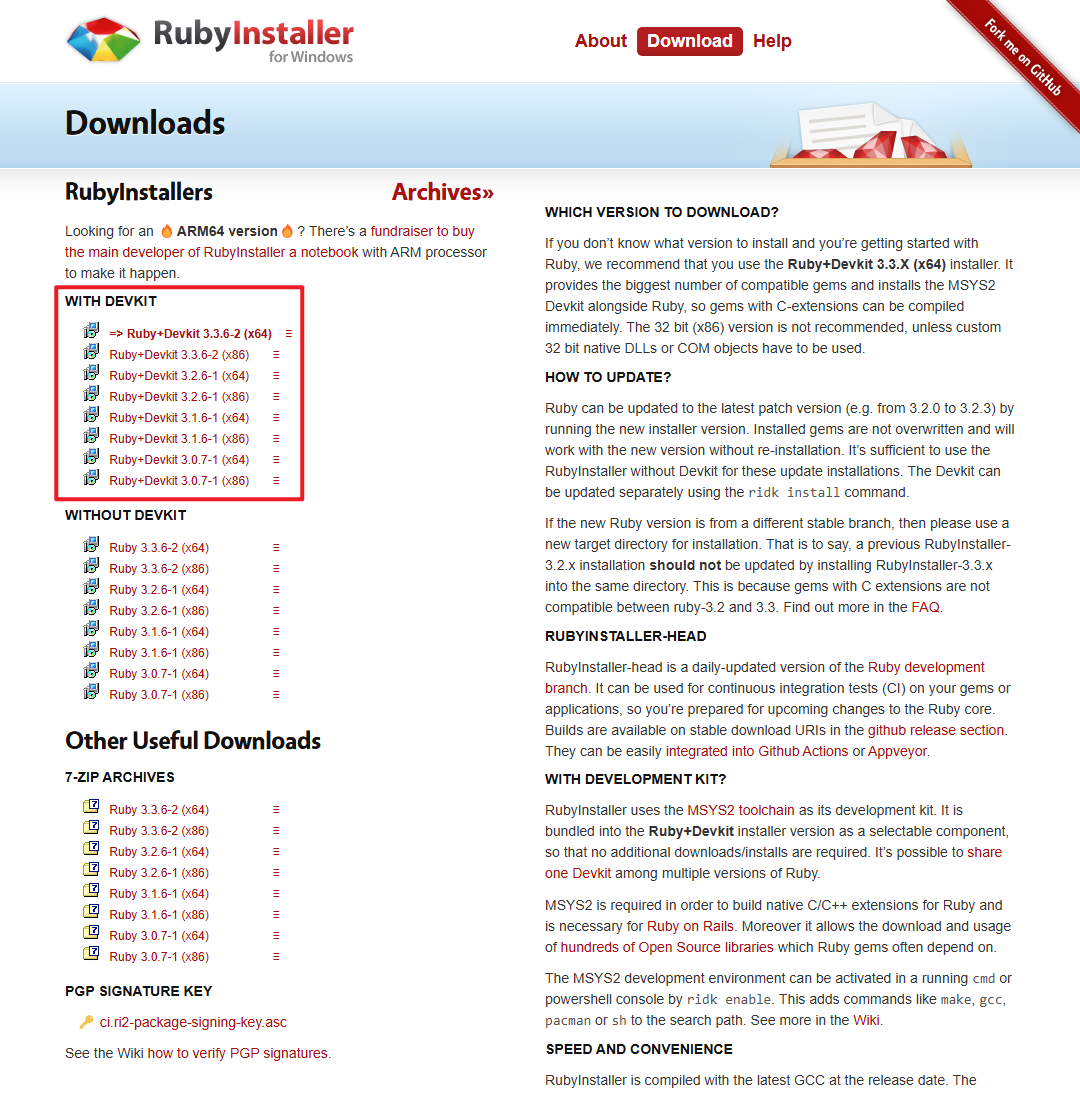 RubyInstaller
for Windows
About Download Help
Fork me on GitHub
Downloads
RubyInstallers Archives»
Looking for an 🔥 ARM64 version 🔥 ? There's a fundraiser to buy
the main developer of RubyInstaller a notebook with ARM processor
to make it happen.
WITH DEVKIT
=> Ruby+Devkit 3.3.6-2 (x64)
Ruby+Devkit 3.3.6-2 (x86)
Ruby+Devkit 3.2.6-1 (x64)
Ruby+Devkit 3.2.6-1 (x86)
Ruby+Devkit 3.1.6-1 (x64)
Ruby+Devkit 3.1.6-1 (x86)
Ruby+Devkit 3.0.7-1 (x64)
Ruby+Devkit 3.0.7-1 (x86)
WITHOUT DEVKIT
Ruby 3.3.6-2 (x64)
Ruby 3.3.6-2 (x86)
Ruby 3.2.6-1 (x64)
Ruby 3.2.6-1 (x86)
Ruby 3.1.6-1 (x64)
Ruby 3.1.6-1 (x86)
Ruby 3.0.7-1 (x64)
Ruby 3.0.7-1 (x86)
Other Useful Downloads
7-ZIP ARCHIVES
Ruby 3.3.6-2 (x64)
Ruby 3.3.6-2 (x86)
Ruby 3.2.6-1 (x64)
Ruby 3.2.6-1 (x86)
Ruby 3.1.6-1 (x64)
Ruby 3.1.6-1 (x86)
Ruby 3.0.7-1 (x64)
Ruby 3.0.7-1 (x86)
PGP SIGNATURE KEY
ci.ri2-package-signing-key.asc
See the Wiki how to verify PGP signatures.
WHICH VERSION TO DOWNLOAD?
If you don't know what version to install and you're getting started with
Ruby, we recommend that you use the Ruby+Devkit 3.3.X (x64) installer. It
provides the biggest number of compatible gems and installs the MSYS2
Devkit alongside Ruby, so gems with C-extensions can be compiled
immediately. The 32 bit (x86) version is not recommended, unless custom
32 bit native DLLs or COM objects have to be used.
HOW TO UPDATE?
Ruby can be updated to the latest patch version (e.g. from 3.2.0 to 3.2.3) by
running the new installer version. Installed gems are not overwritten and will
work with the new version without re-installation. It's sufficient to use the
RubyInstaller without Devkit for these update installations. The Devkit can
be updated separately using the ridk install command.
If the new Ruby version is from a different stable branch, then please use a
new target directory for installation. That is to say, a previous RubyInstaller-
3.2.x installation should not be updated by installing RubyInstaller-3.3.x
into the same directory. This is because gems with C extensions are not
compatible between ruby-3.2 and 3.3. Find out more in the FAQ.
RUBYINSTALLER-HEAD
RubyInstaller-head is a daily-updated version of the Ruby development
branch. It can be used for continuous integration tests (CI) on your gems or
applications, so you're prepared for upcoming changes to the Ruby core.
Builds are available on stable download URIs in the github release section.
They can be easily integrated into Github Actions or Appveyor.
WITH DEVELOPMENT KIT?
RubyInstaller uses the MSYS2 toolchain as its development kit. It is
bundled into the Ruby+Devkit installer version as a selectable component,
so that no additional downloads/installs are required. It's possible to share
one Devkit among multiple versions of Ruby.
MSYS2 is required in order to build native C/C++ extensions for Ruby and
is necessary for Ruby on Rails. Moreover it allows the download and usage
of hundreds of Open Source libraries which Ruby gems often depend on.
The MSYS2 development environment can be activated in a running cmd or
powershell console by ridk enable. This adds commands like make, gcc,
pacman or sh to the search path. See more in the Wiki.
SPEED AND CONVENIENCE
RubyInstaller is compiled with the latest GCC at the release date. The